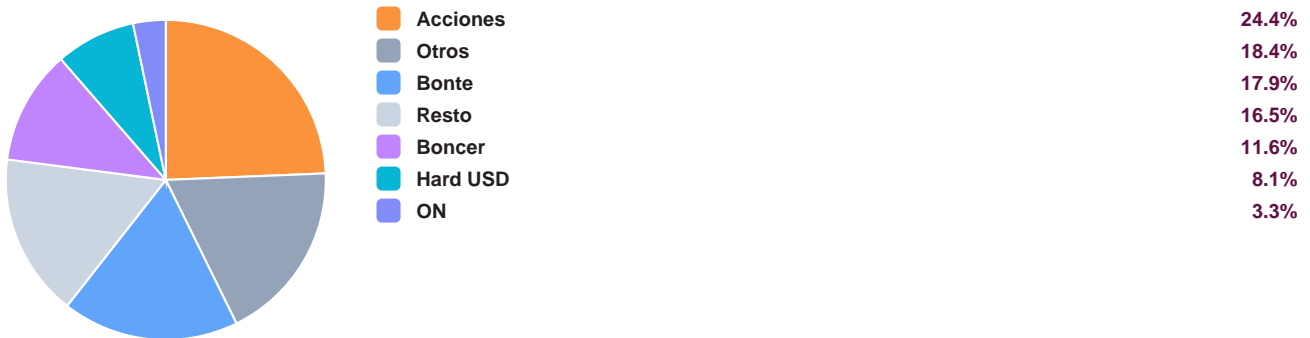 Acciones 24.4%
Otros 18.4%
Bonte 17.9%
Resto 16.5%
Boncer 11.6%
Hard USD 8.1%
ON 3.3%